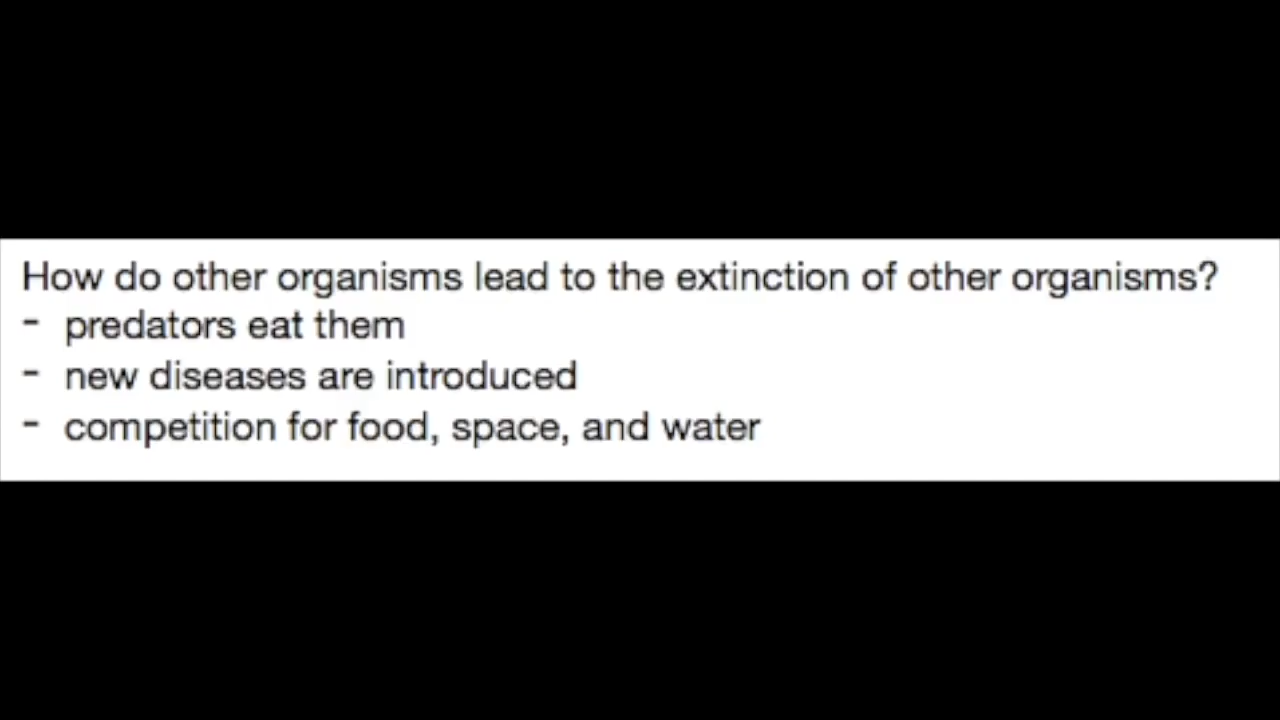 How do other organisms lead to the extinction of other organisms?
- predators eat them
- new diseases are introduced
- competition for food, space, and water